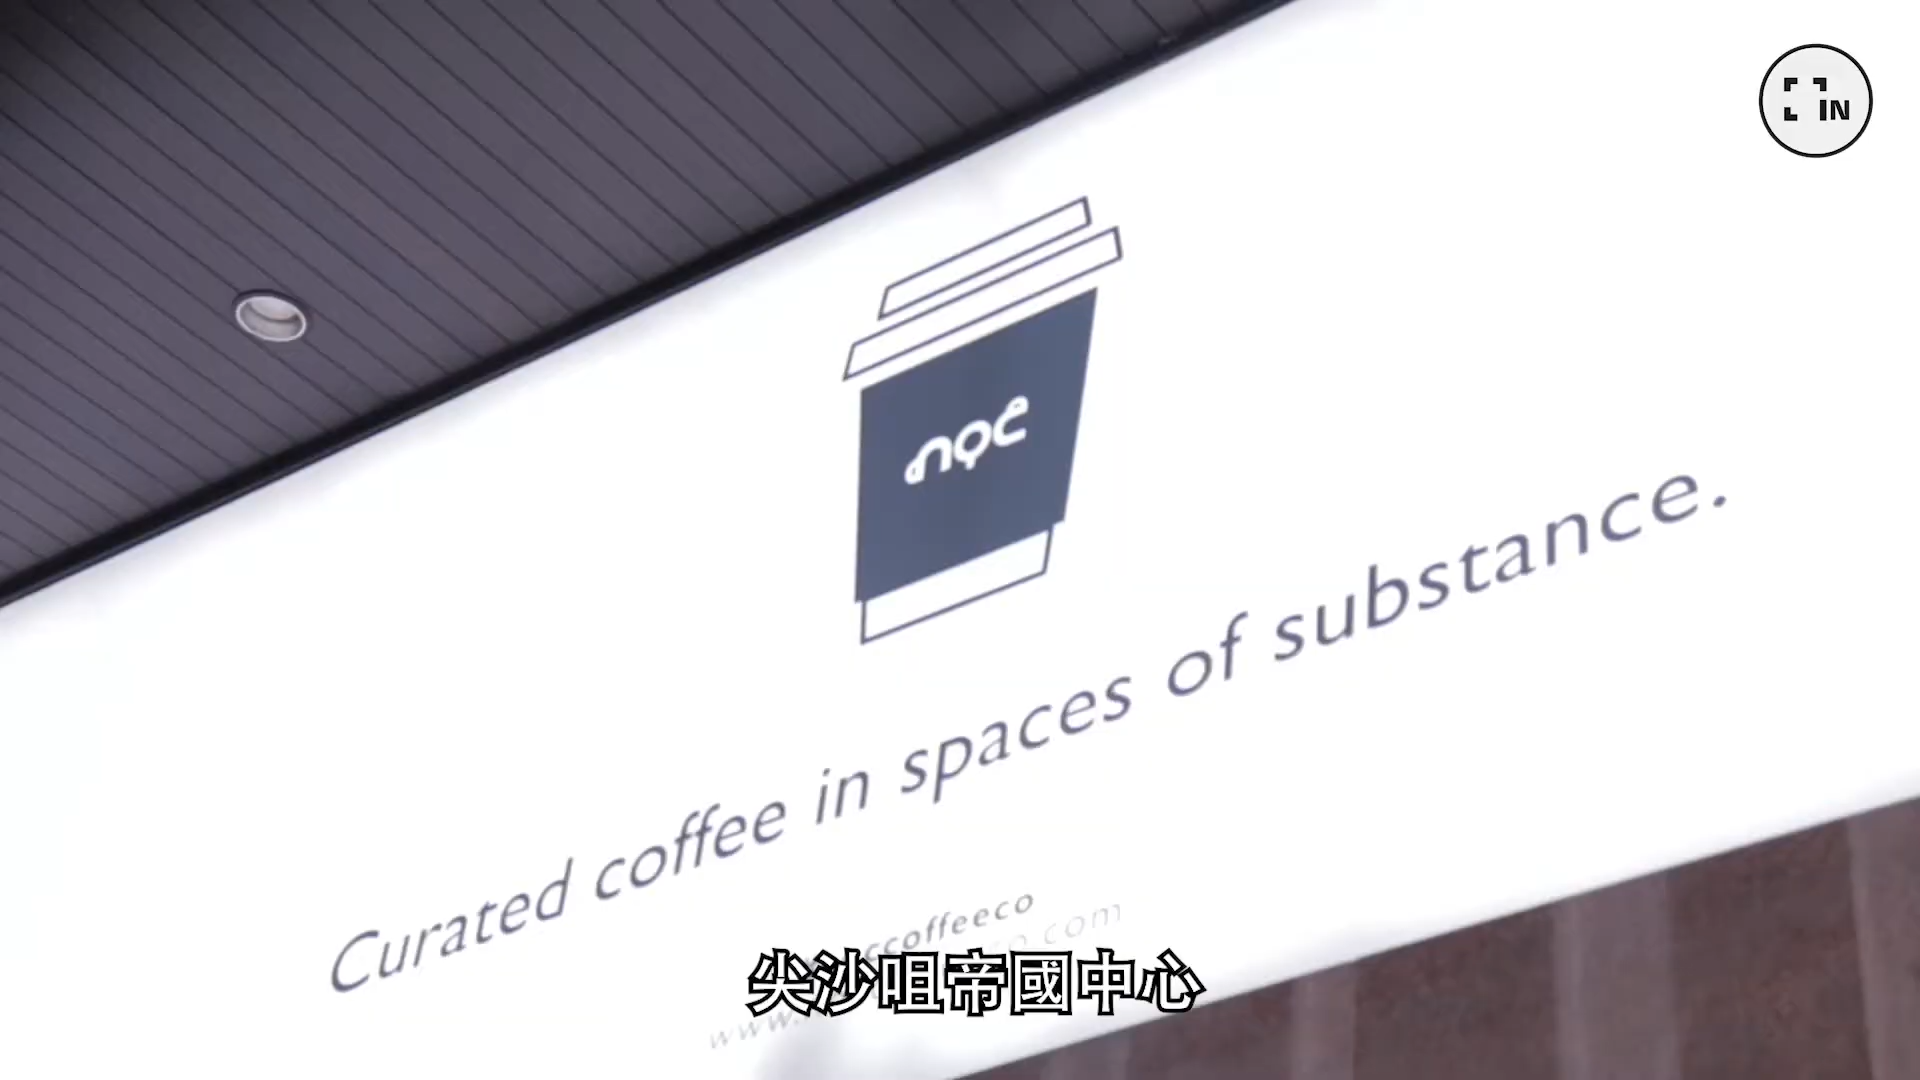 IN
noc
Curated coffee in spaces of substance.
尖沙咀帝國中心